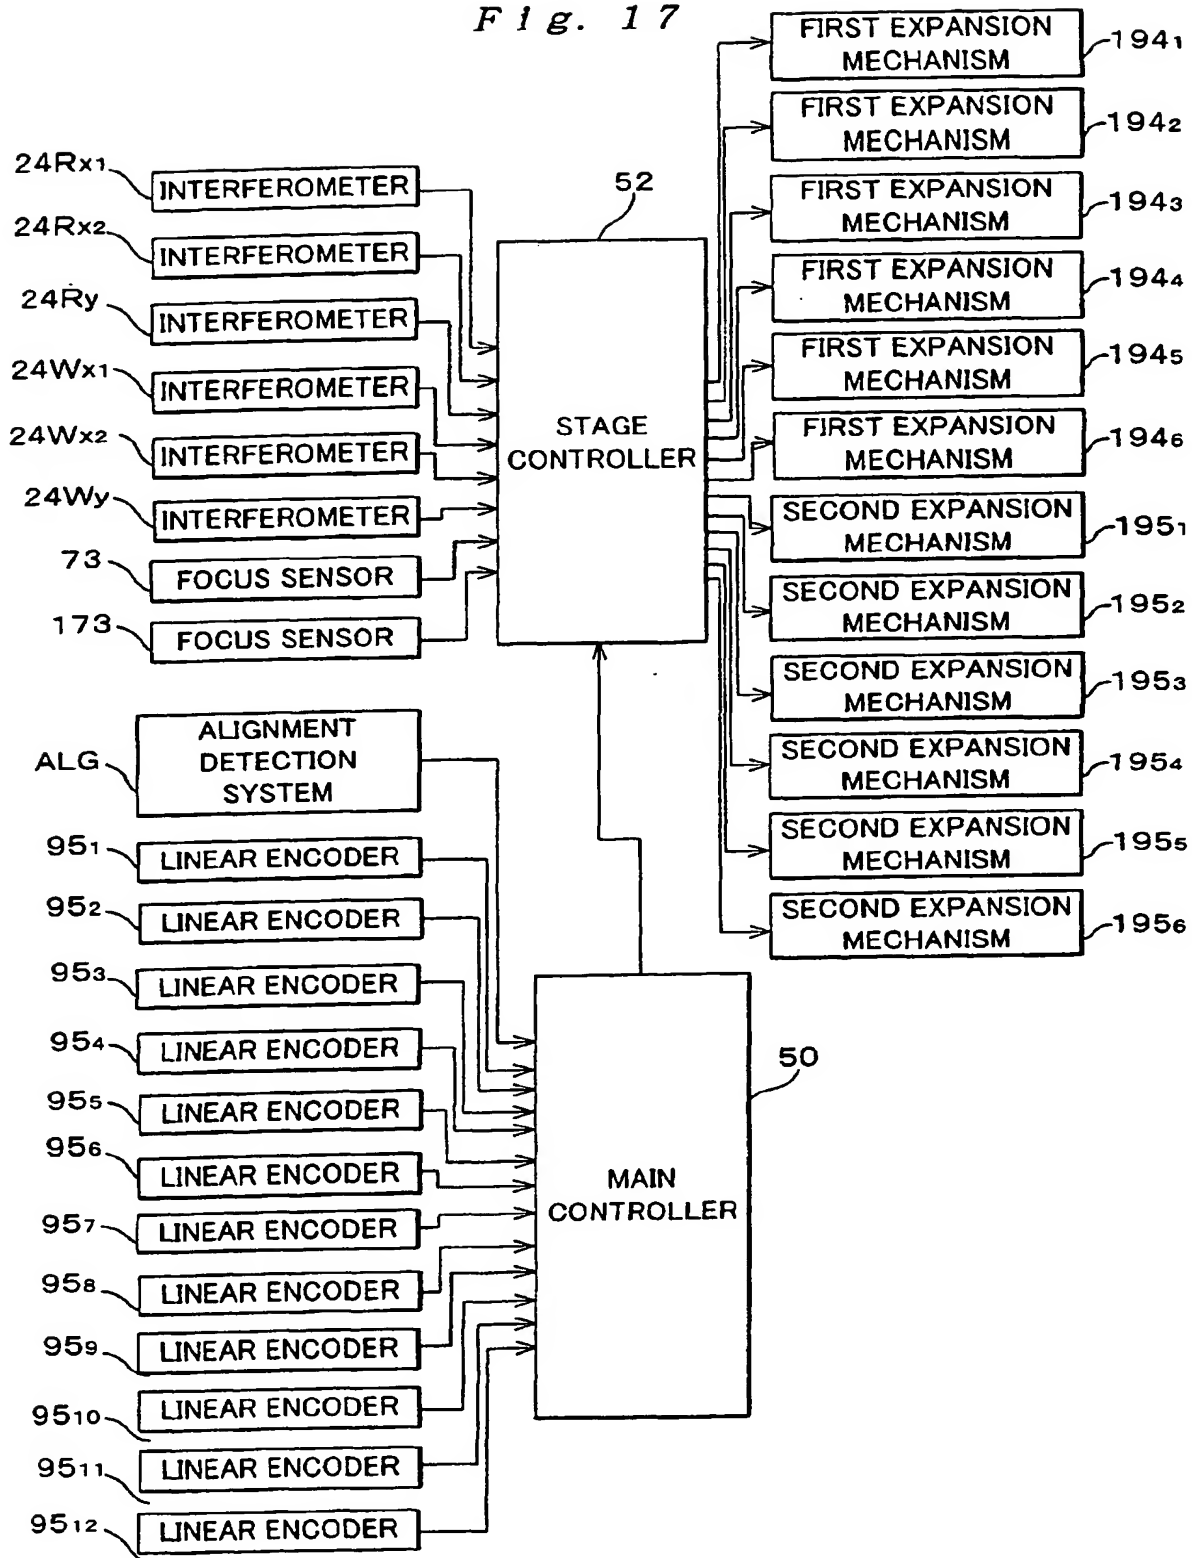 Fig. 17
24Rx1
INTERFEROMETER
24Rx2
INTERFEROMETER
24Ry
INTERFEROMETER
24Wx1
INTERFEROMETER
24Wx2
INTERFEROMETER
24Wy
INTERFEROMETER
73
FOCUS SENSOR
173
FOCUS SENSOR
52
STAGE
CONTROLLER
FIRST EXPANSION
MECHANISM
1941
FIRST EXPANSION
MECHANISM
1942
FIRST EXPANSION
MECHANISM
1943
FIRST EXPANSION
MECHANISM
1944
FIRST EXPANSION
MECHANISM
1945
FIRST EXPANSION
MECHANISM
1946
SECOND EXPANSION
MECHANISM
1951
SECOND EXPANSION
MECHANISM
1952
SECOND EXPANSION
MECHANISM
1953
SECOND EXPANSION
MECHANISM
1954
SECOND EXPANSION
MECHANISM
1955
SECOND EXPANSION
MECHANISM
1956
ALG
ALIGNMENT
DETECTION
SYSTEM
951
LINEAR ENCODER
952
LINEAR ENCODER
953
LINEAR ENCODER
954
LINEAR ENCODER
955
LINEAR ENCODER
956
LINEAR ENCODER
957
LINEAR ENCODER
958
LINEAR ENCODER
959
LINEAR ENCODER
9510
LINEAR ENCODER
9511
LINEAR ENCODER
9512
LINEAR ENCODER
50
MAIN
CONTROLLER